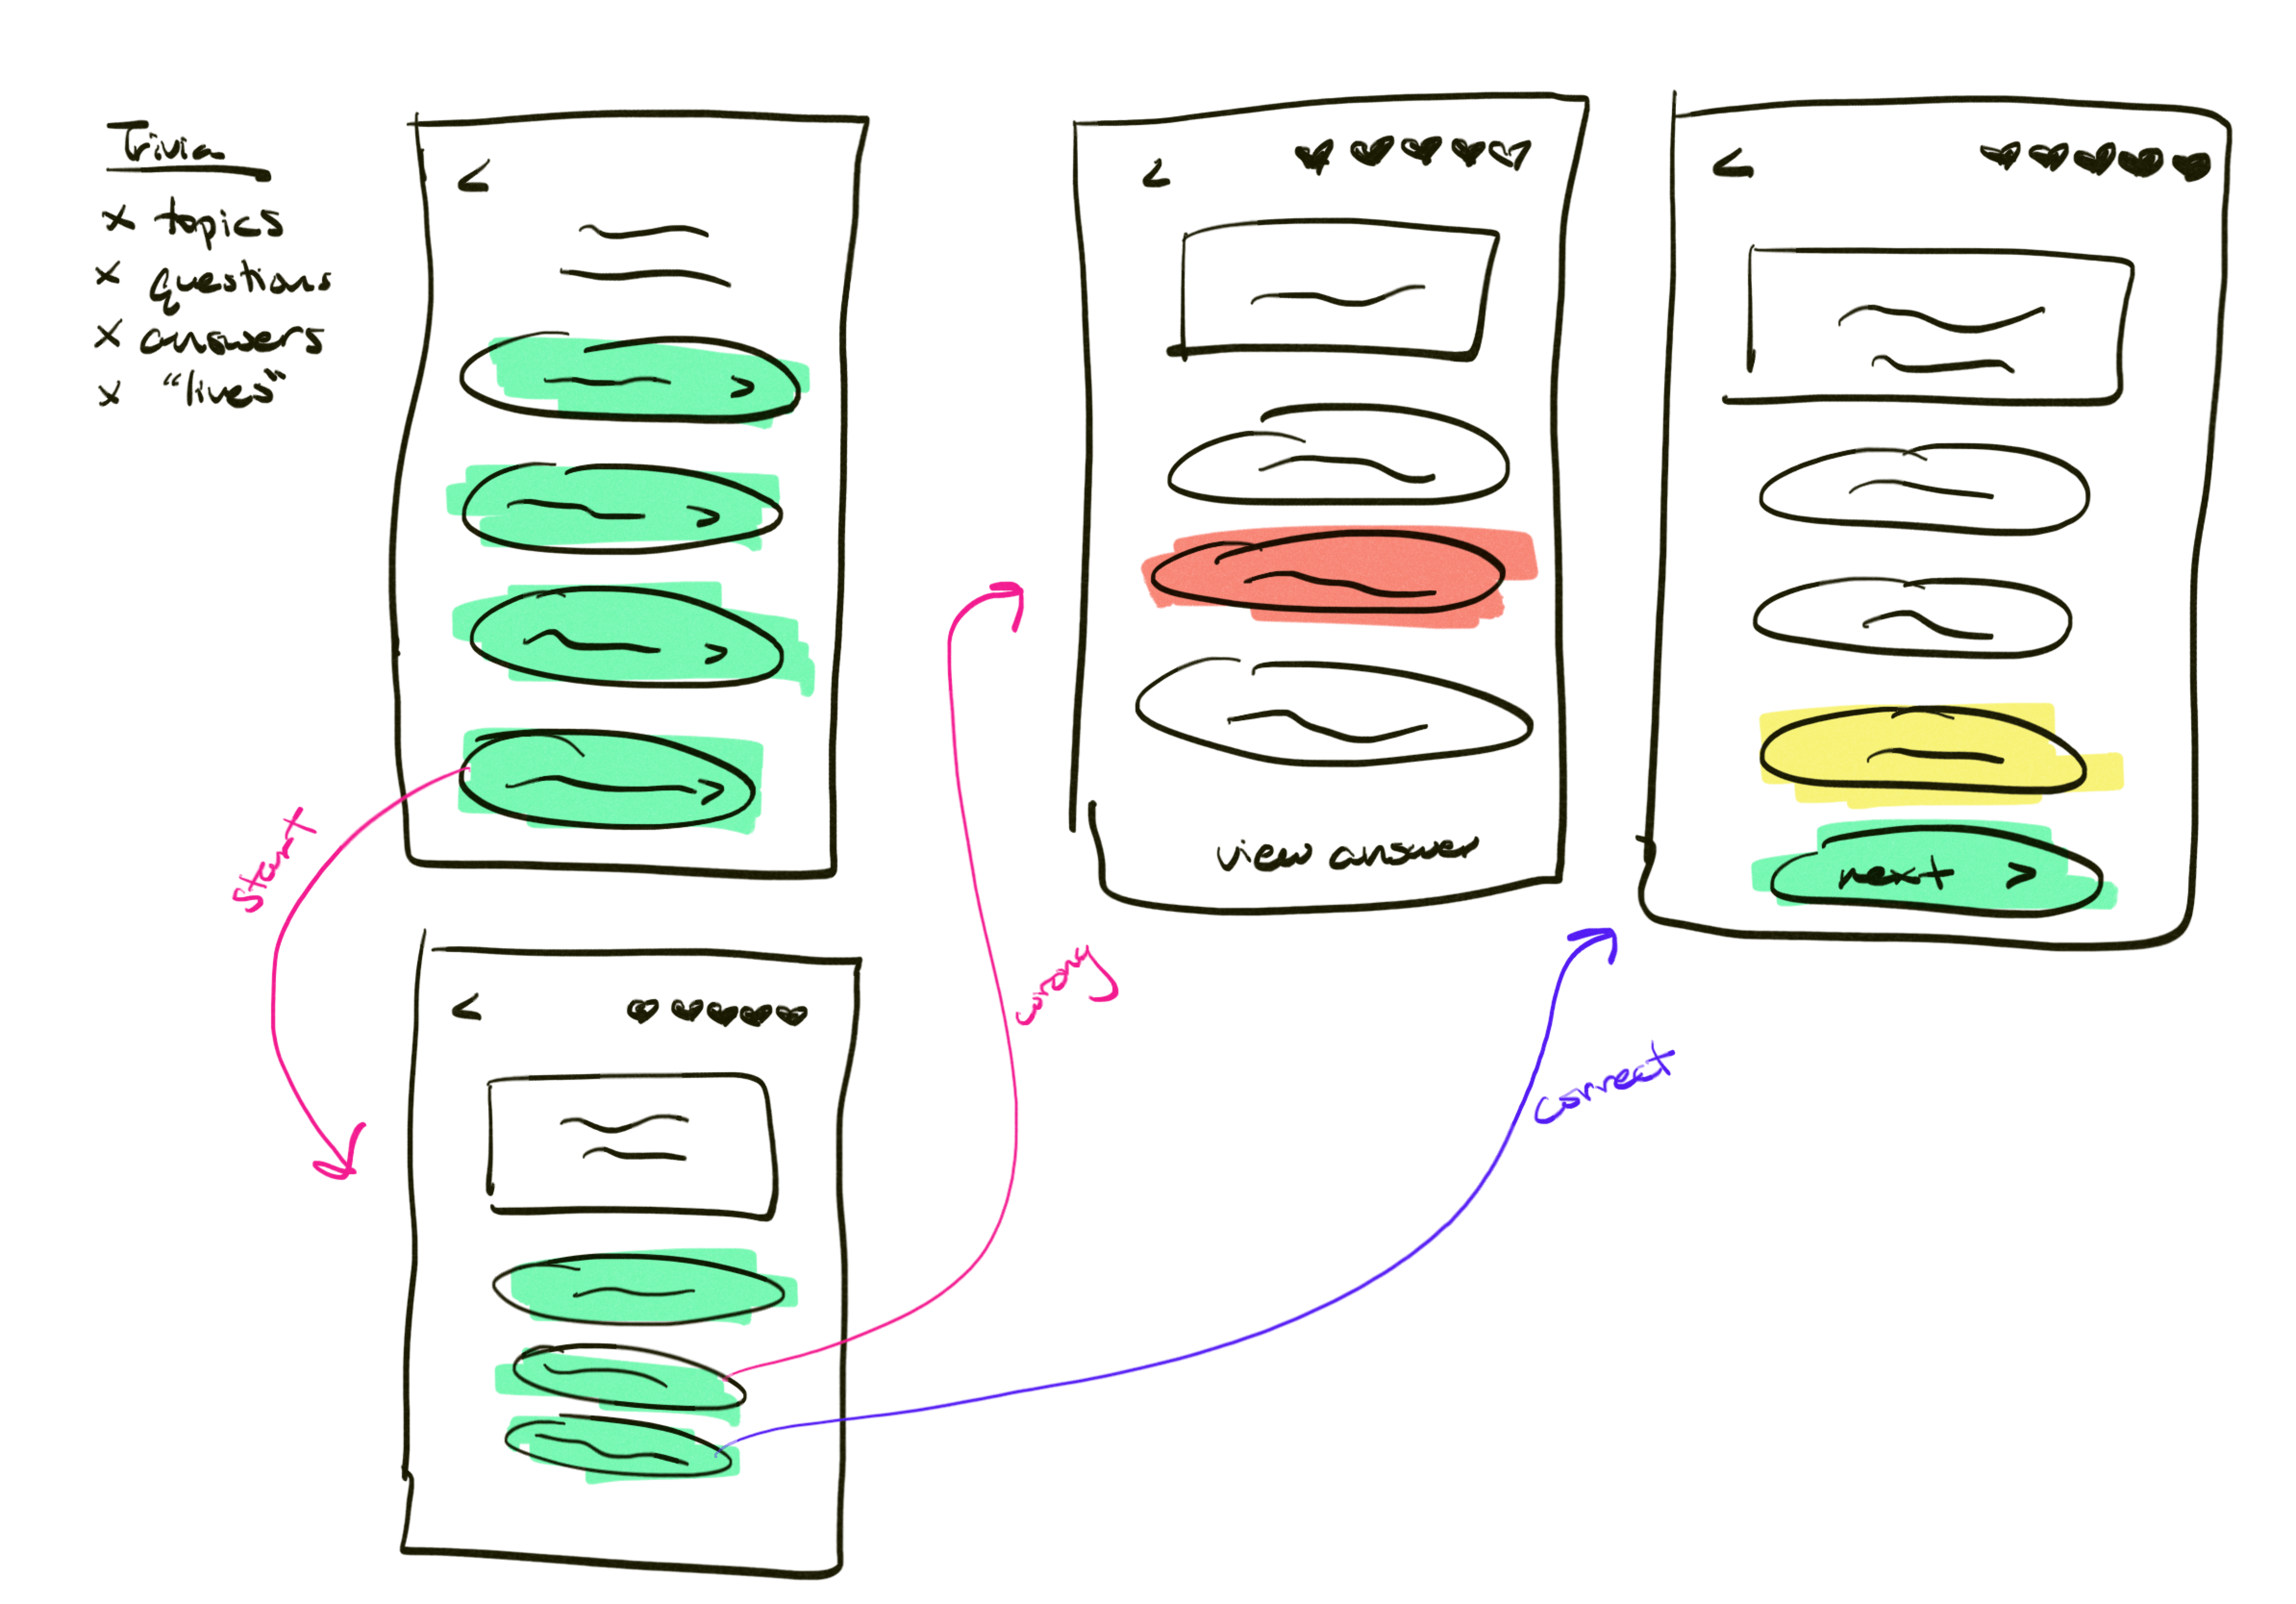 Trivia
x topics
x questions
x answers
x "lives"
<
>
>
>
>
start
<
wrong
correct
<
view answer
<
next >